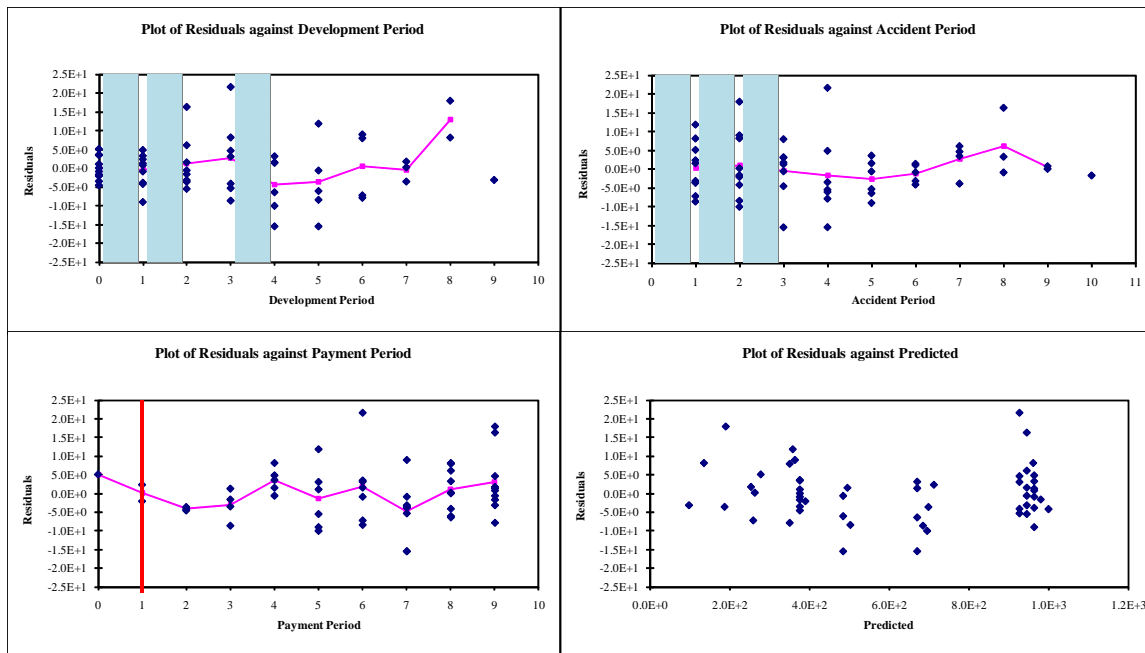 Plot of Residuals against Development Period
2.5E+1
2.0E+1
1.5E+1
1.0E+1
5.0E+0
0.0E+0
-5.0E+0
-1.0E+1
-1.5E+1
-2.0E+1
-2.5E+1
Residuals
0 1 2 3 4 5 6 7 8 9 10
Development Period
Plot of Residuals against Accident Period
2.5E+1
2.0E+1
1.5E+1
1.0E+1
5.0E+0
0.0E+0
-5.0E+0
-1.0E+1
-1.5E+1
-2.0E+1
-2.5E+1
Residuals
0 1 2 3 4 5 6 7 8 9 10 11
Accident Period
Plot of Residuals against Payment Period
2.5E+1
2.0E+1
1.5E+1
1.0E+1
5.0E+0
0.0E+0
-5.0E+0
-1.0E+1
-1.5E+1
-2.0E+1
-2.5E+1
Residuals
0 1 2 3 4 5 6 7 8 9 10
Payment Period
Plot of Residuals against Predicted
2.5E+1
2.0E+1
1.5E+1
1.0E+1
5.0E+0
0.0E+0
-5.0E+0
-1.0E+1
-1.5E+1
-2.0E+1
-2.5E+1
Residuals
0.0E+0 2.0E+2 4.0E+2 6.0E+2 8.0E+2 1.0E+3 1.2E+3
Predicted